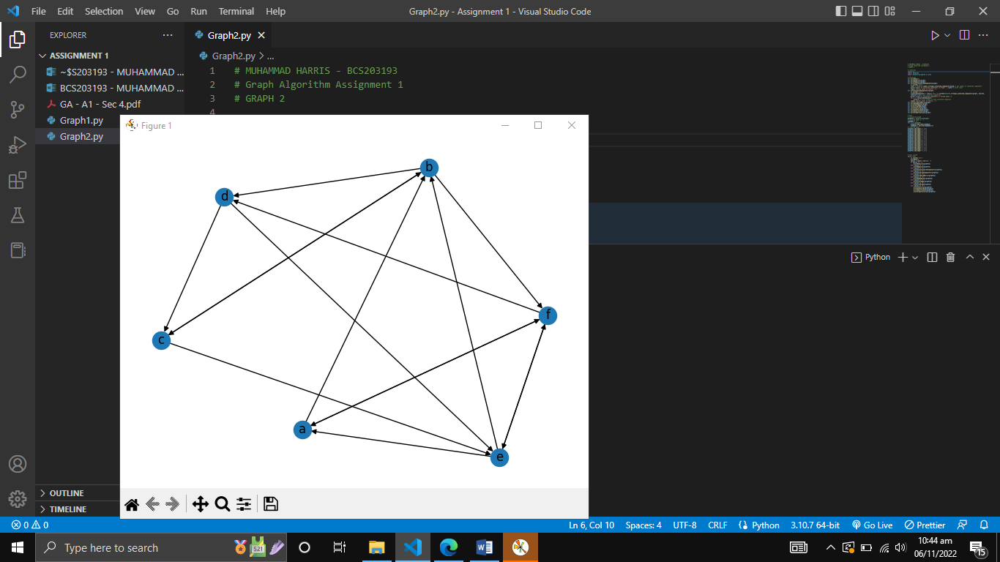 File Edit Selection View Go Run Terminal Help
Graph2.py - Assignment 1 - Visual Studio Code
EXPLORER
Graph2.py
ASSIGNMENT 1
Graph2.py > ...
~$S203193 - MUHAMMAD ...
BCS203193 - MUHAMMAD ...
GA - A1 - Sec 4.pdf
Graph1.py
Graph2.py
1 # MUHAMMAD HARRIS - BCS203193
2 # Graph Algorithm Assignment 1
3 # GRAPH 2
4
Figure 1
b
d
f
c
a
e
Python
OUTLINE
TIMELINE
0 0
Ln 6, Col 10 Spaces: 4 UTF-8 CRLF Python 3.10.7 64-bit Go Live Prettier
Type here to search
521
10:44 am
06/11/2022
15